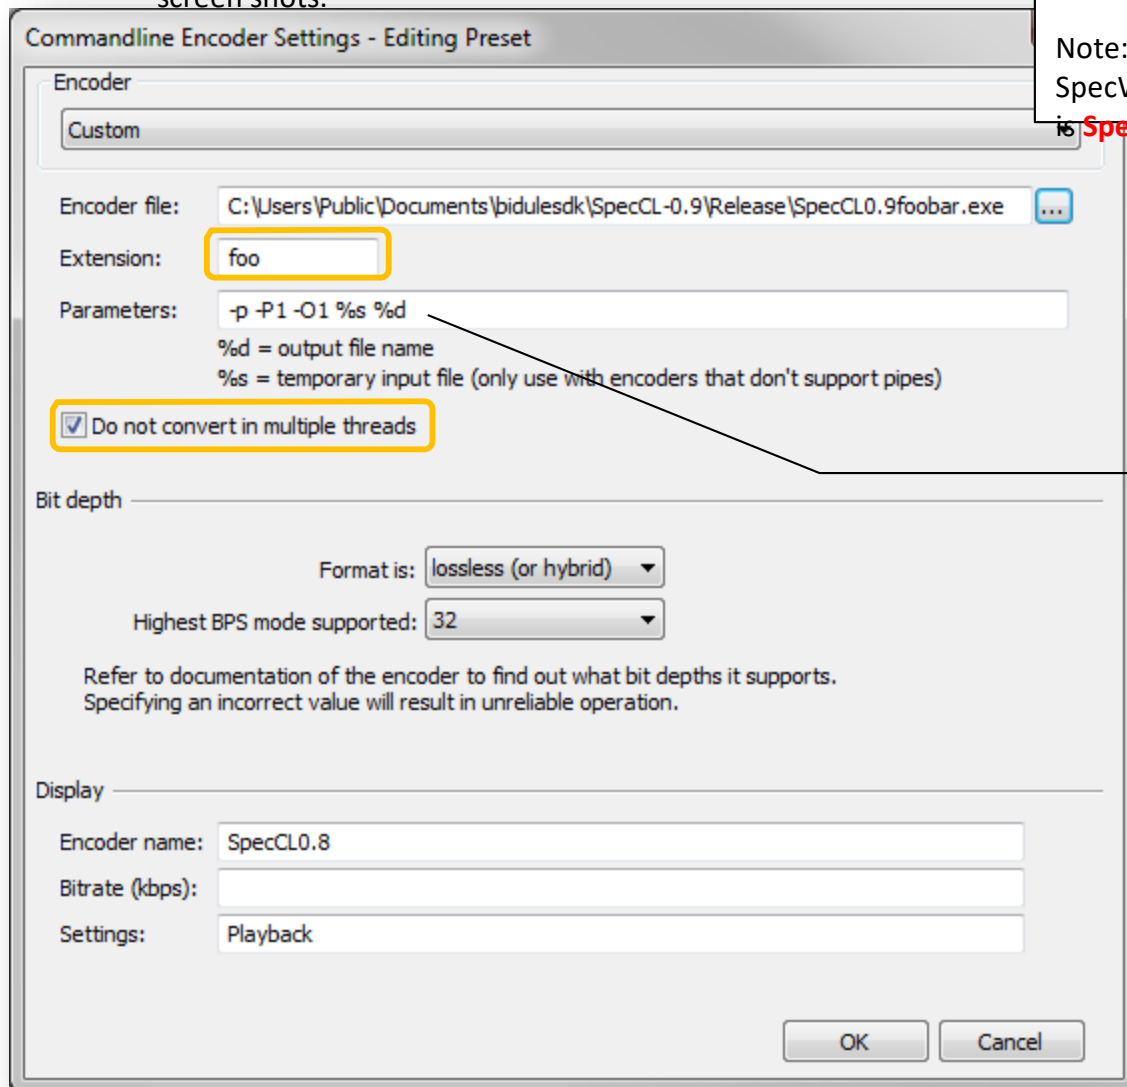 screen shots.
Commandline Encoder Settings - Editing Preset
Note:
is Spe
Encoder
Custom
Encoder file: C:\Users\Public\Documents\bidulesdk\SpecCL-0.9\Release\SpecCL0.9foobar.exe ...
Extension: foo
Parameters: -p -P1 -O1 %s %d
%d = output file name
%s = temporary input file (only use with encoders that don't support pipes)
Do not convert in multiple threads
Bit depth
Format is: lossless (or hybrid)
Highest BPS mode supported: 32
Refer to documentation of the encoder to find out what bit depths it supports.
Specifying an incorrect value will result in unreliable operation.
Display
Encoder name: SpecCL0.8
Bitrate (kbps):
Settings: Playback
OK Cancel